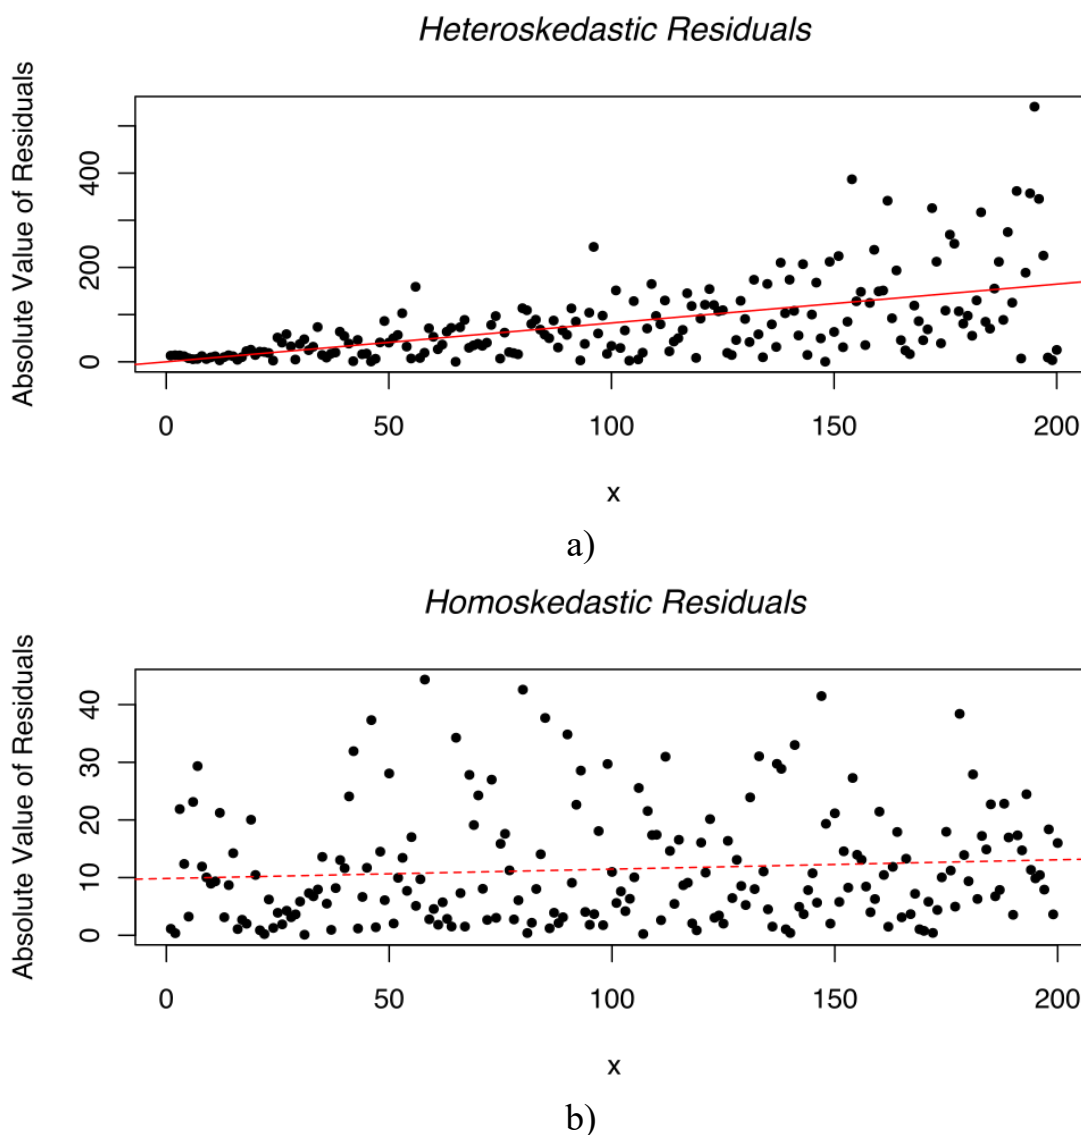 Heteroskedastic Residuals
Absolute Value of Residuals
400
200
0
0 50 100 150 200
x
a)
Homoskedastic Residuals
Absolute Value of Residuals
40
30
20
10
0
0 50 100 150 200
x
b)